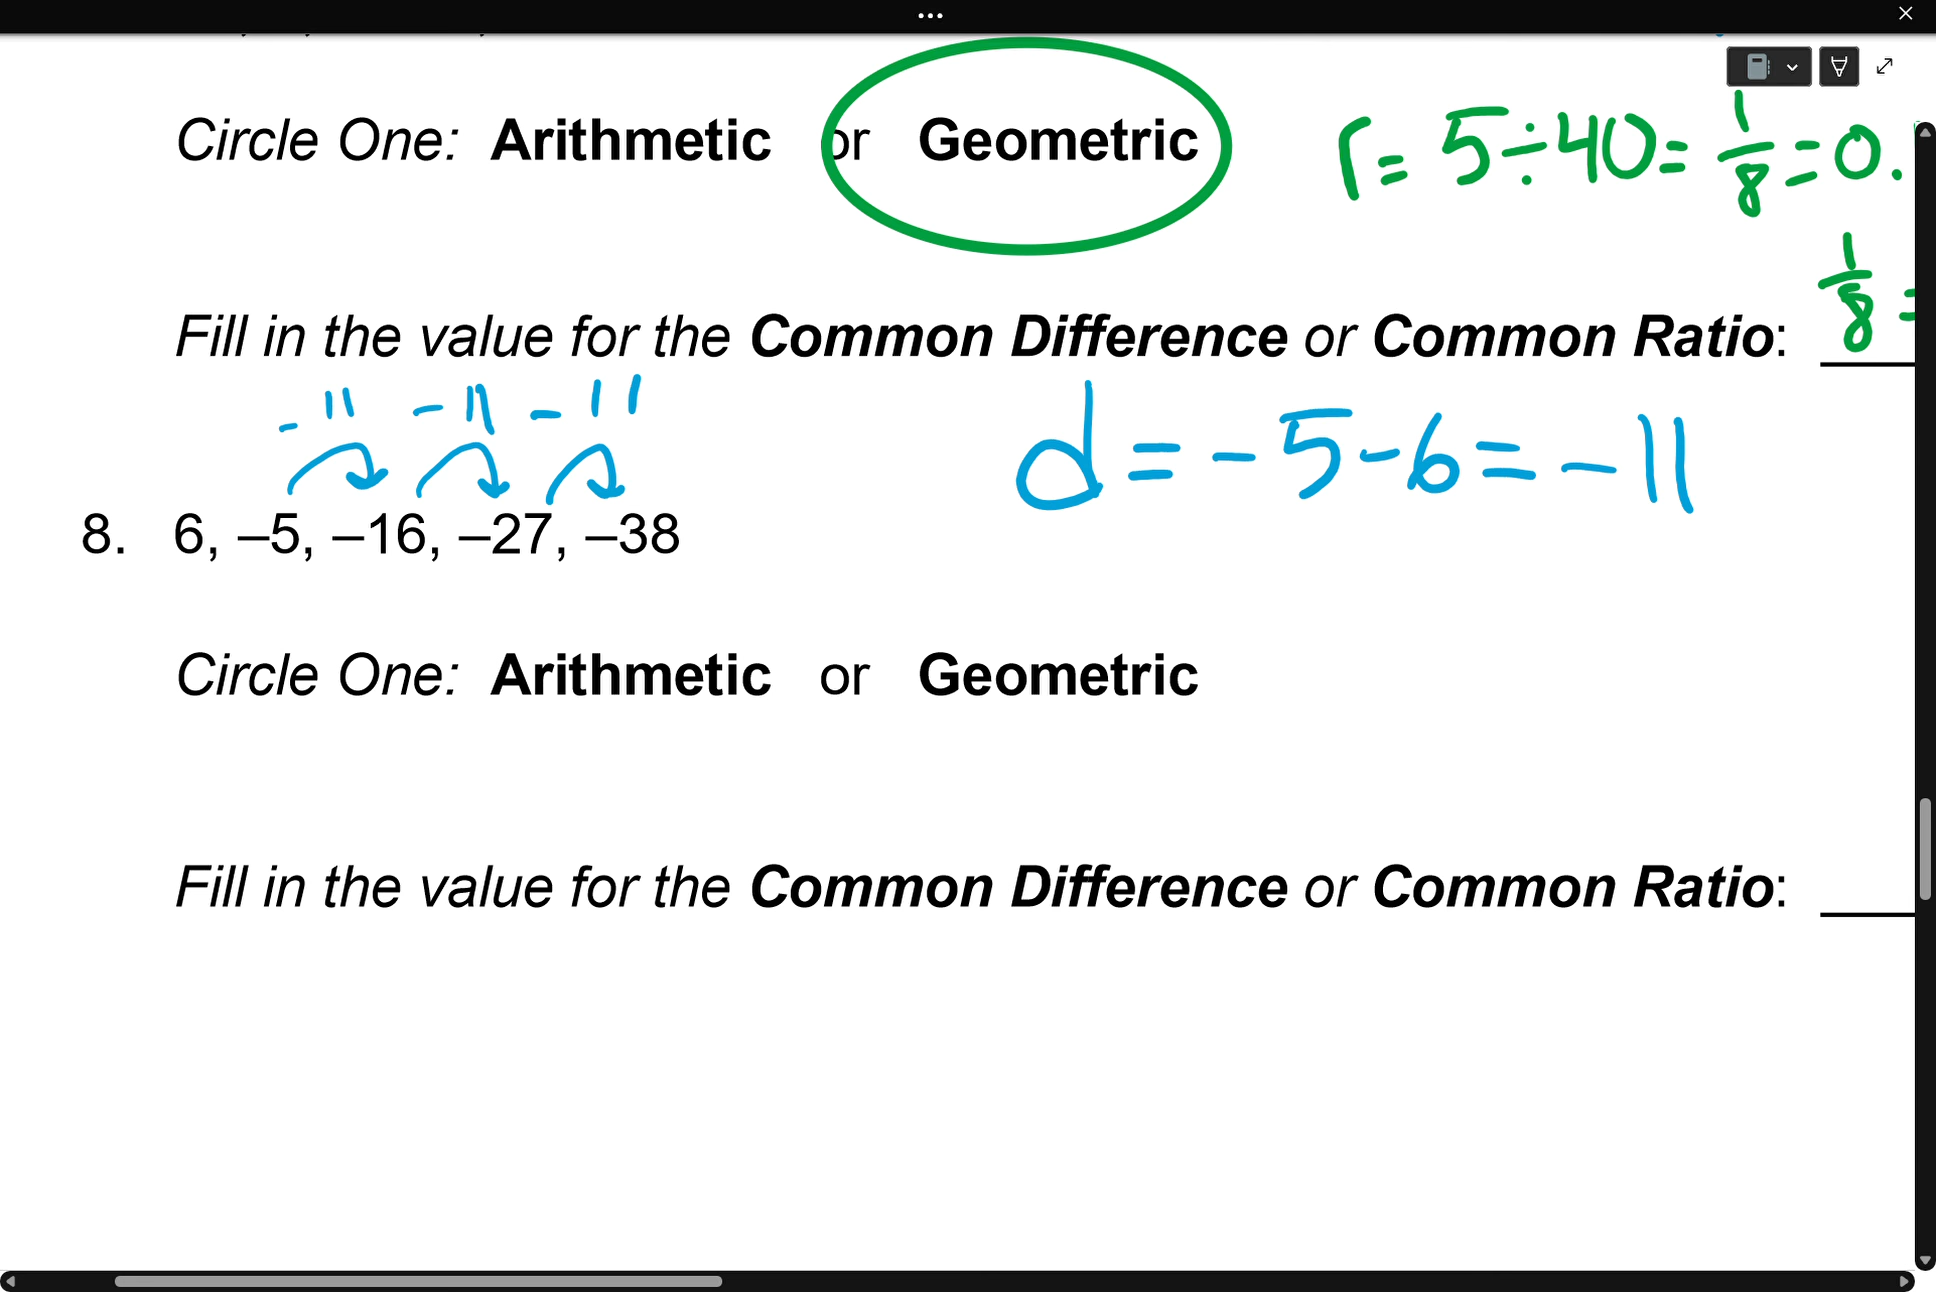 Circle One: Arithmetic or Geometric
r = 5 ÷ 40 = 1/8 = 0.
1/8 =
Fill in the value for the Common Difference or Common Ratio:
-11 -11 -11
d = -5-6 = -11
8. 6, –5, –16, –27, –38
Circle One: Arithmetic or Geometric
Fill in the value for the Common Difference or Common Ratio: